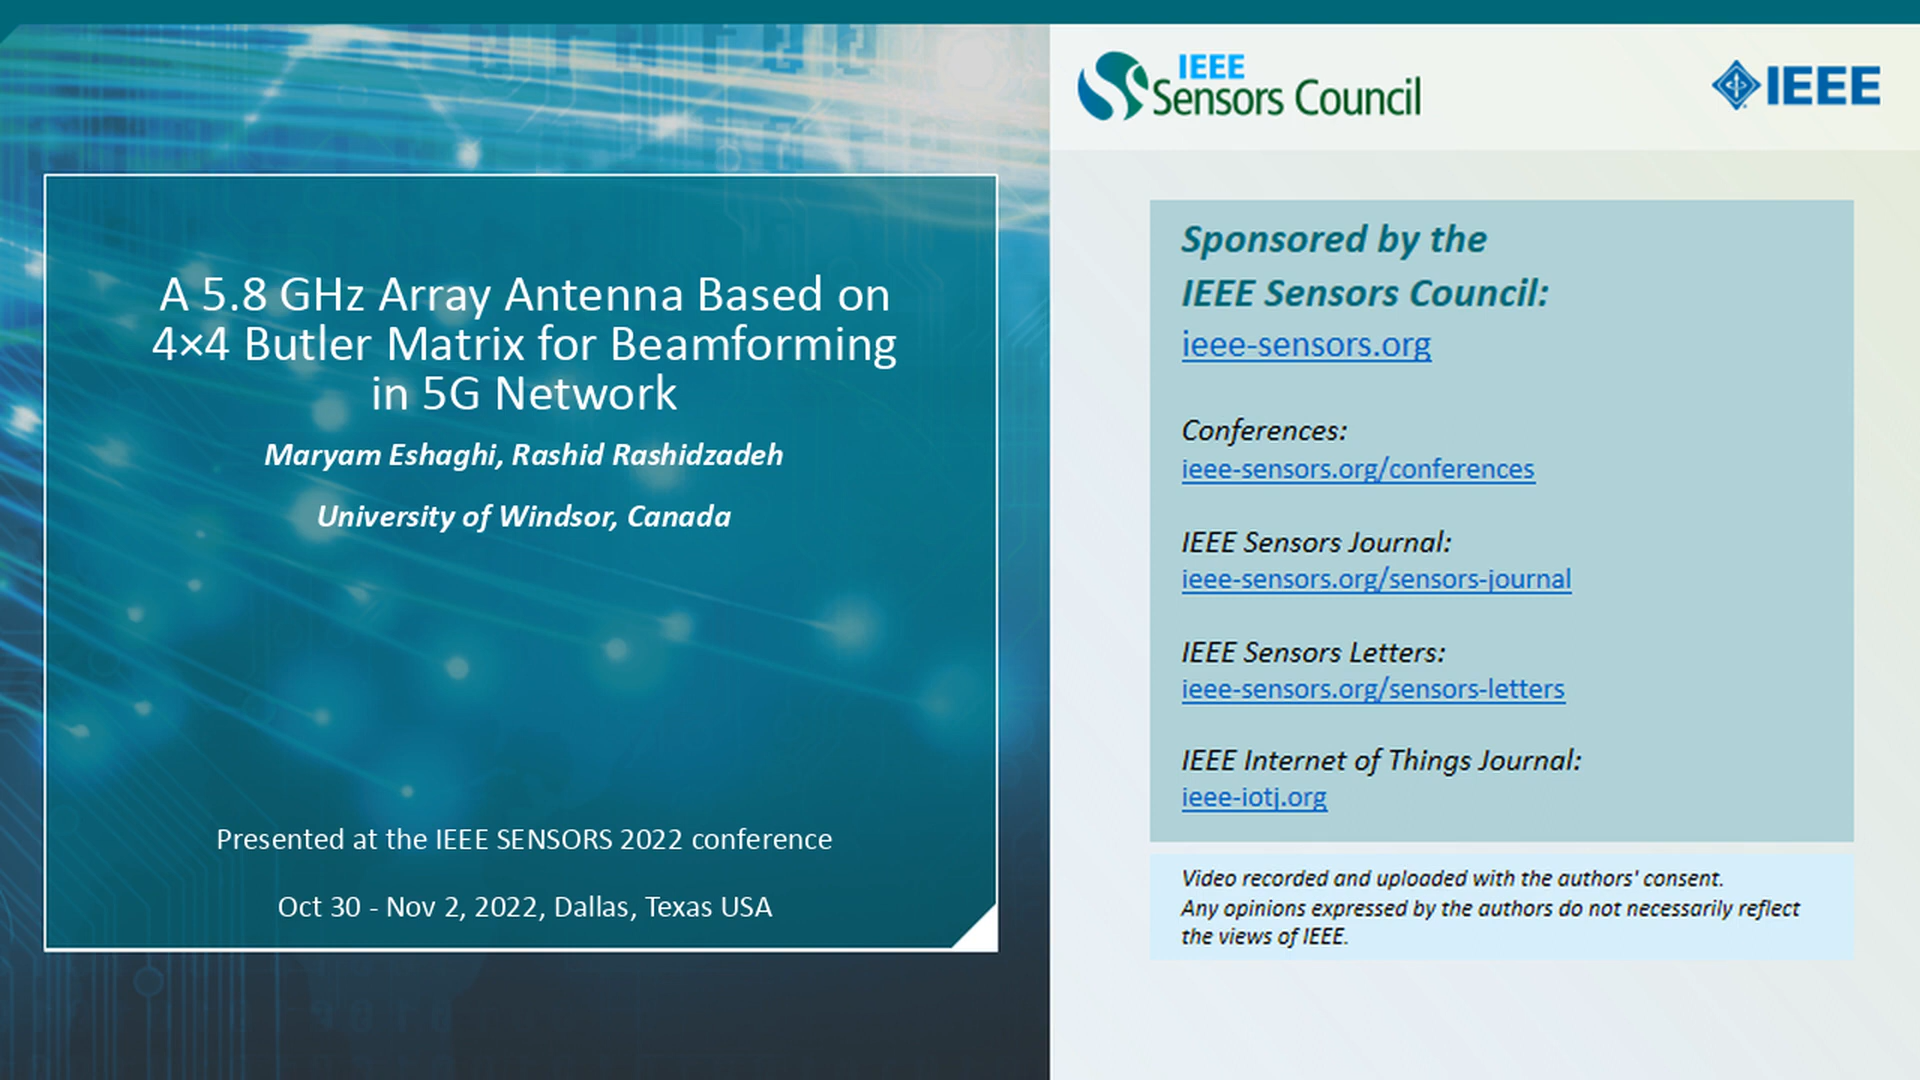 A 5.8 GHz Array Antenna Based on
4×4 Butler Matrix for Beamforming
in 5G Network
Maryam Eshaghi, Rashid Rashidzadeh
University of Windsor, Canada
Presented at the IEEE SENSORS 2022 conference
Oct 30 - Nov 2, 2022, Dallas, Texas USA
IEEE
Sensors Council
IEEE
Sponsored by the
IEEE Sensors Council:
ieee-sensors.org
Conferences:
ieee-sensors.org/conferences
IEEE Sensors Journal:
ieee-sensors.org/sensors-journal
IEEE Sensors Letters:
ieee-sensors.org/sensors-letters
IEEE Internet of Things Journal:
ieee-iotj.org
Video recorded and uploaded with the authors' consent.
Any opinions expressed by the authors do not necessarily reflect
the views of IEEE.